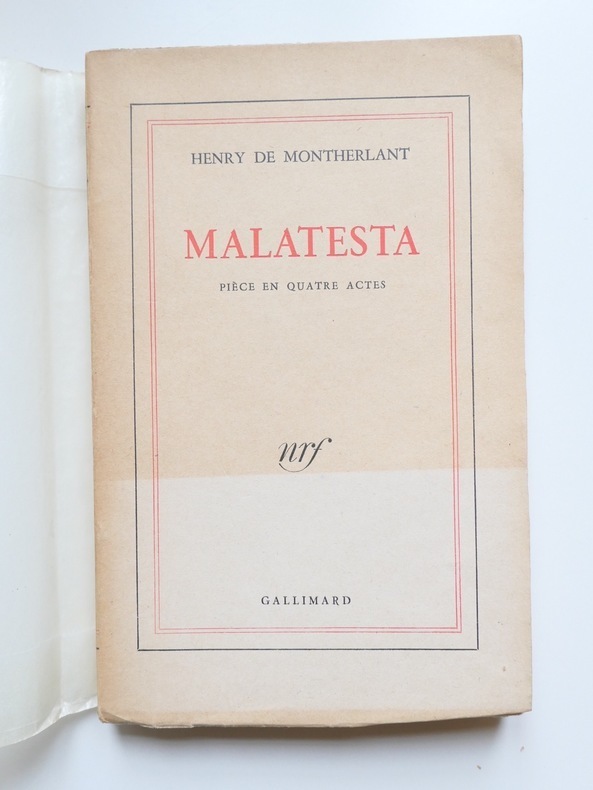 HENRY DE MONTHERLANT
MALATESTA
PIÈCE EN QUATRE ACTES
nrf
GALLIMARD